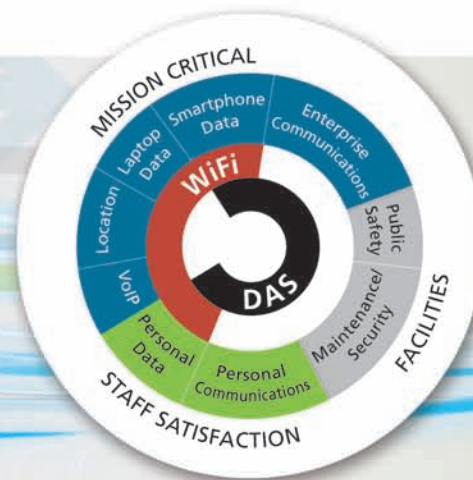 MISSION CRITICAL
Smartphone
Data
Enterprise
Communications
Laptop
Data
WiFi
Location
Public
Safety
VoIP
DAS
Maintenance/
Security
FACILITIES
Personal
Data
Personal
Communications
STAFF SATISFACTION